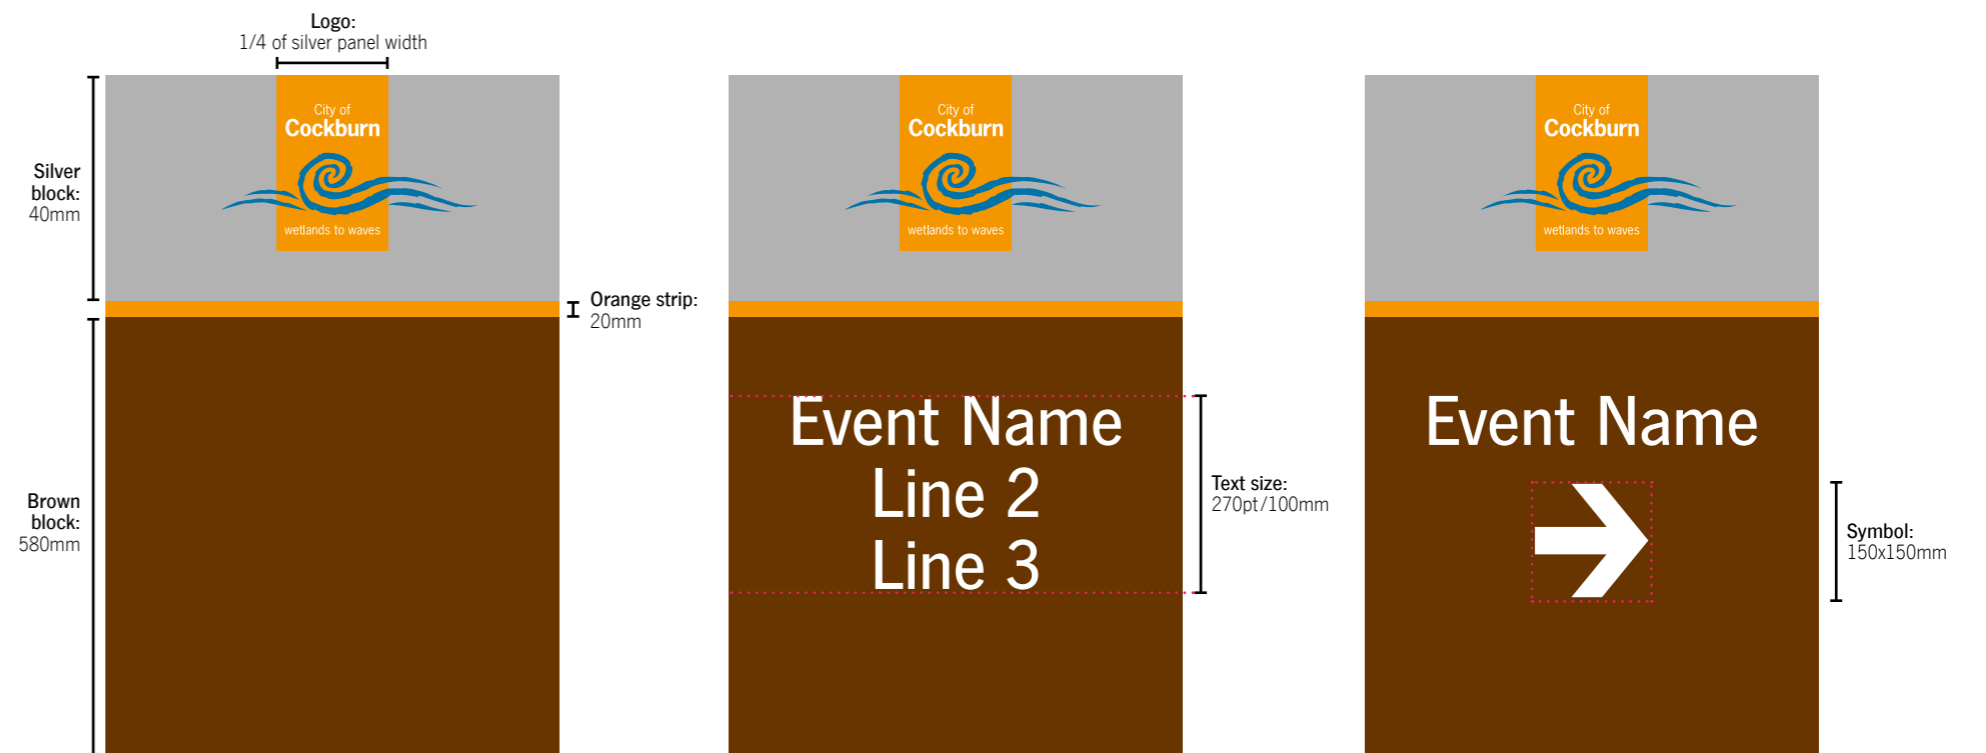 Logo:
1/4 of silver panel width
City of
Cockburn
wetlands to waves
Silver
block:
40mm
Orange strip:
20mm
Brown
block:
580mm
City of
Cockburn
wetlands to waves
Event Name
Line 2
Line 3
Text size:
270pt/100mm
City of
Cockburn
wetlands to waves
Event Name
Symbol:
150x150mm